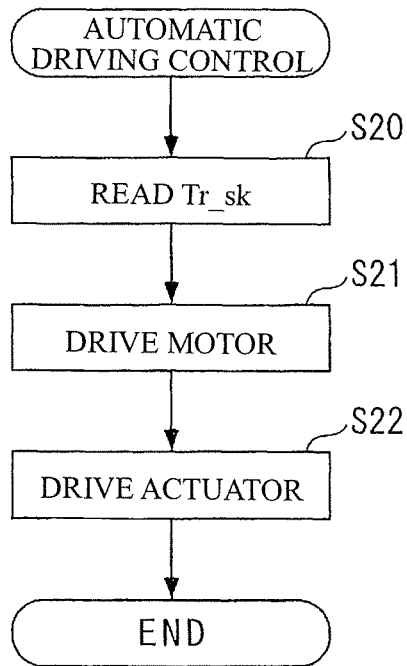 AUTOMATIC
DRIVING CONTROL
S20
READ Tr_sk
S21
DRIVE MOTOR
S22
DRIVE ACTUATOR
END